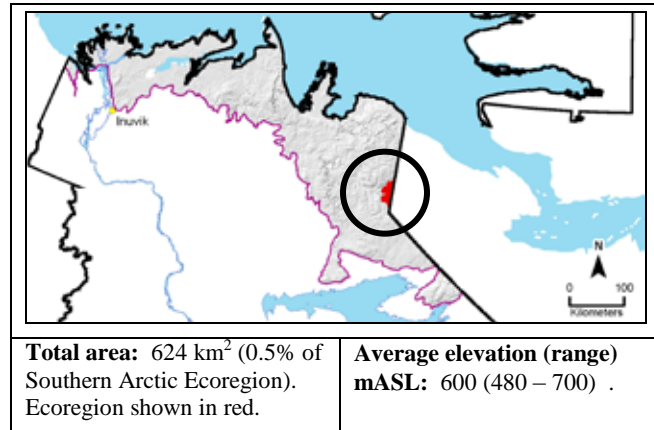 Inuvik
N
0 100
Kilometers
Total area: 624 km² (0.5% of
Southern Arctic Ecoregion).
Ecoregion shown in red.
Average elevation (range)
mASL: 600 (480 – 700) .